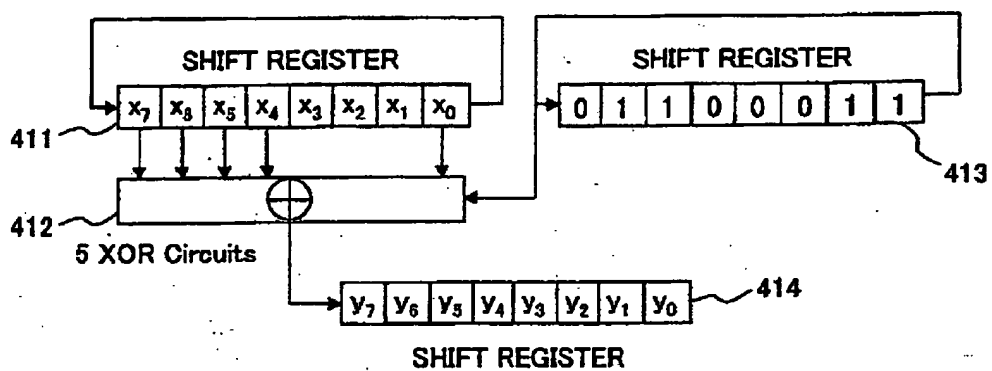 SHIFT REGISTER
SHIFT REGISTER
x₇ x₈ x₅ x₄ x₃ x₂ x₁ x₀
0 1 1 0 0 0 1 1
411
413
412
5 XOR Circuits
y₇ y₆ y₅ y₄ y₃ y₂ y₁ y₀
414
SHIFT REGISTER